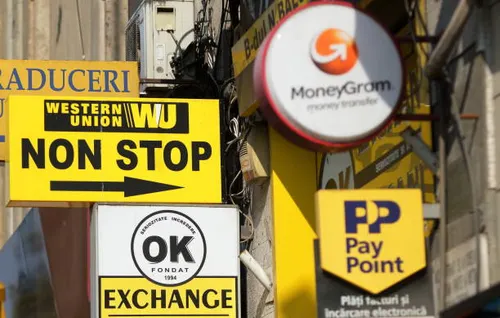 RADUCERI
WESTERN
UNION
WU
NON STOP
SERIOZITATE INCREDERE
OK
FONDAT
1994
EXCHANGE
B-dul N
MoneyGram
money transfer
PP
Pay
Point
Plăți facturi și
încărcare electronică